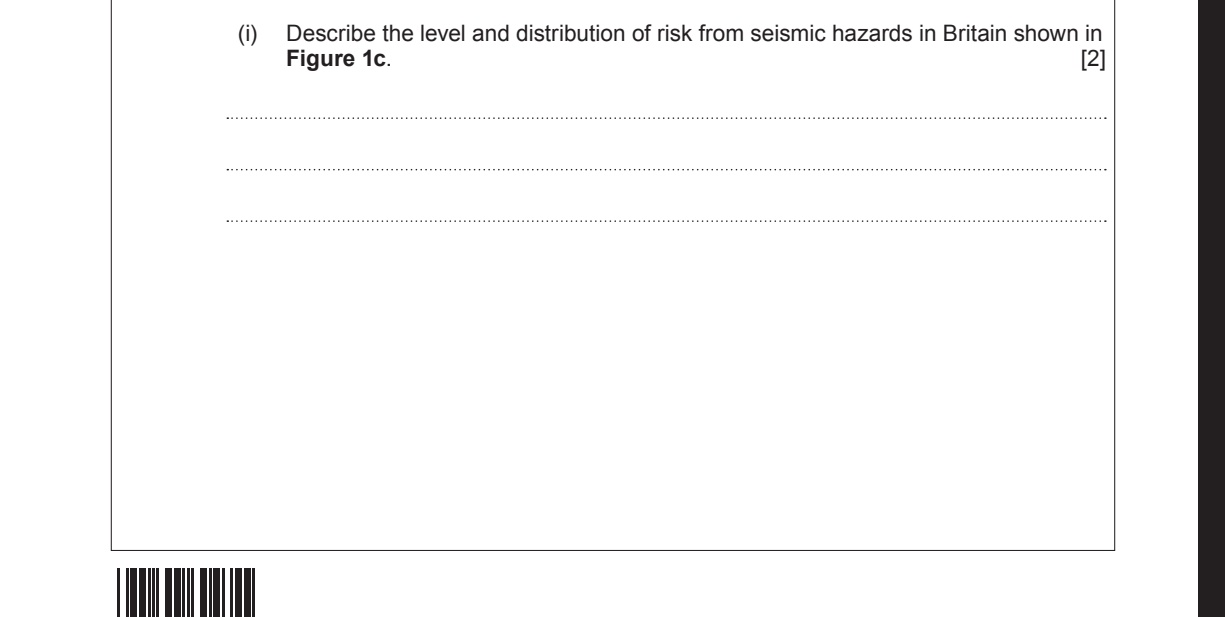 (i) Describe the level and distribution of risk from seismic hazards in Britain shown in
Figure 1c. [2]